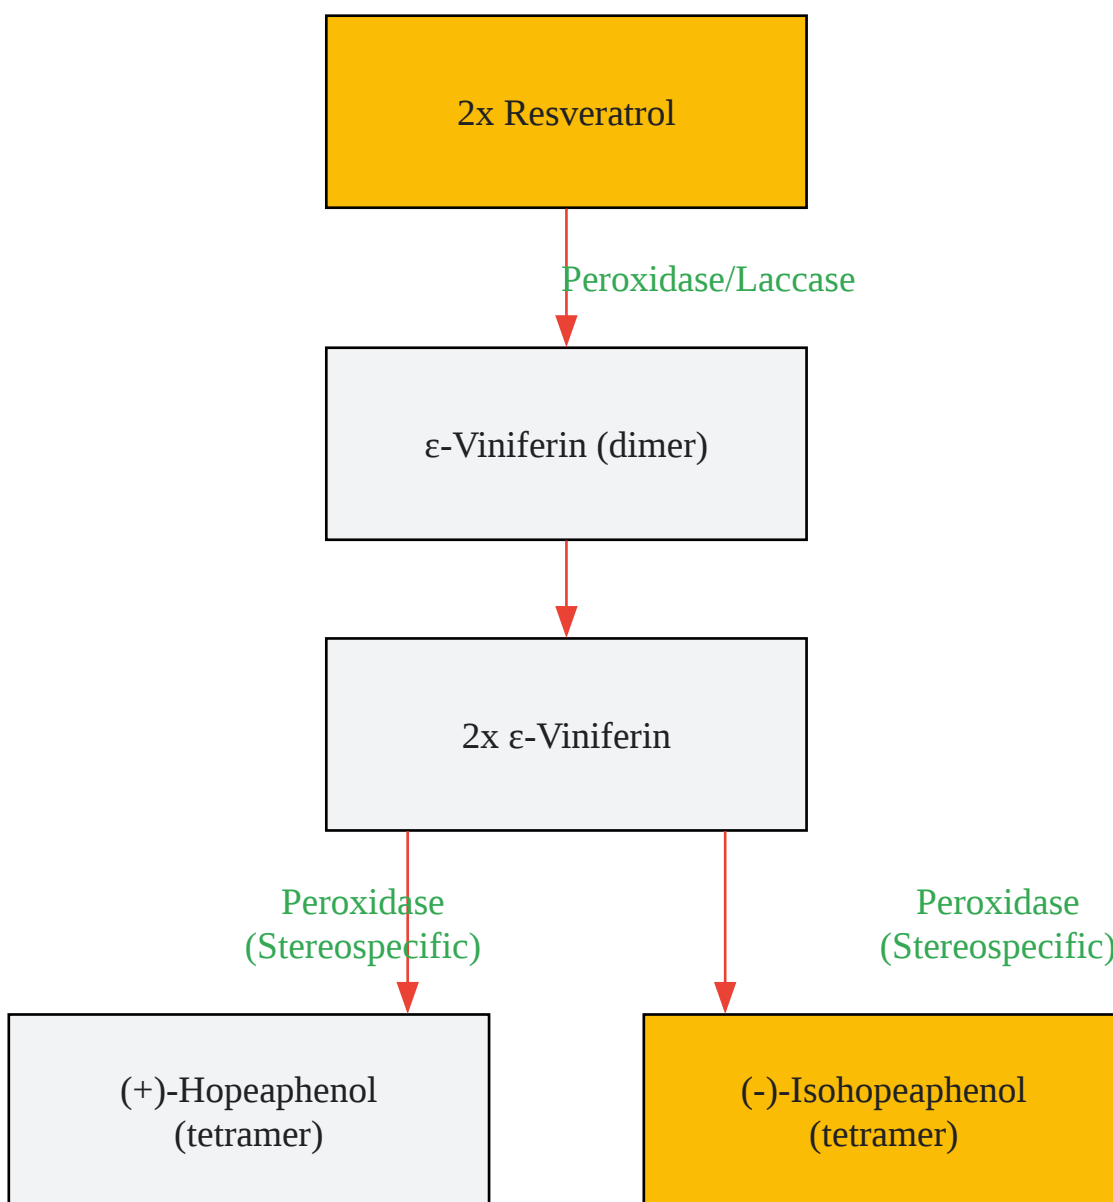 2x Resveratrol
Peroxidase/Laccase
ε-Viniferin (dimer)
2x ε-Viniferin
Peroxidase
(Stereospecific)
Peroxidase
(Stereospecific)
(+)-Hopeaphenol
(tetramer)
(-)-Isohopeaphenol
(tetramer)